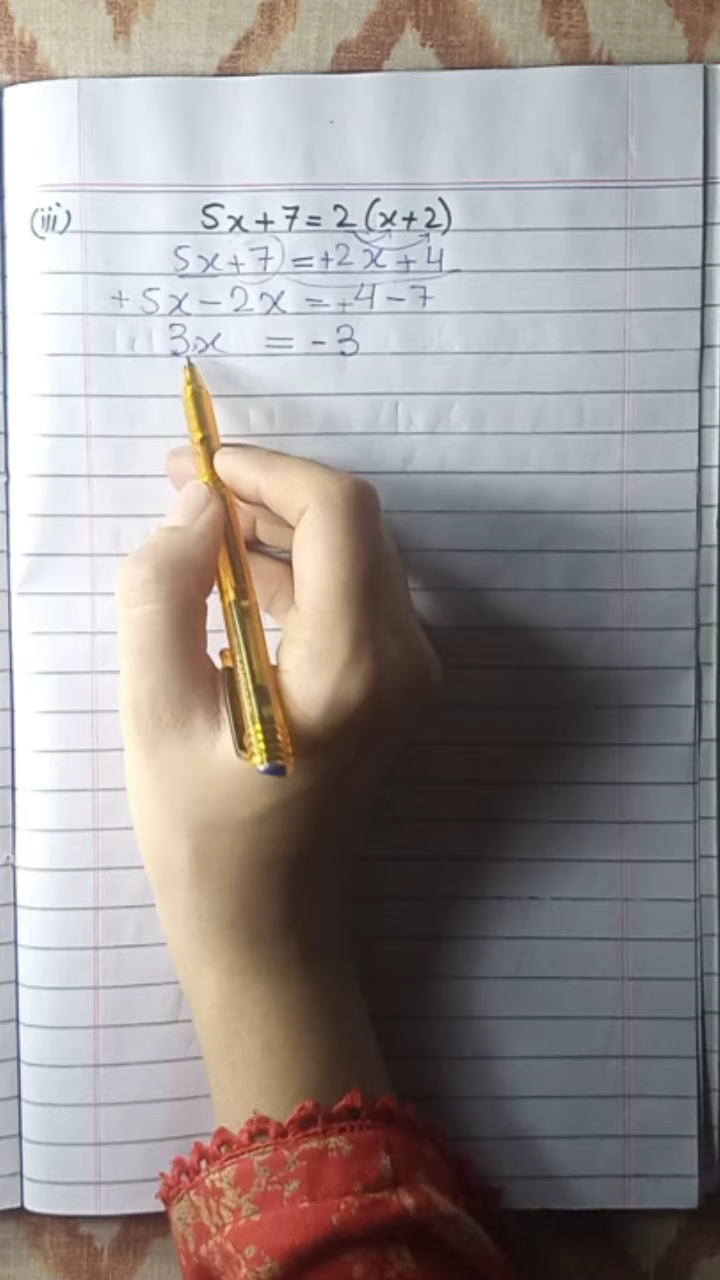 (iii) 5x+7=2(x+2)
5x+7=+2x+4
+5x-2x=+4-7
3x = -3